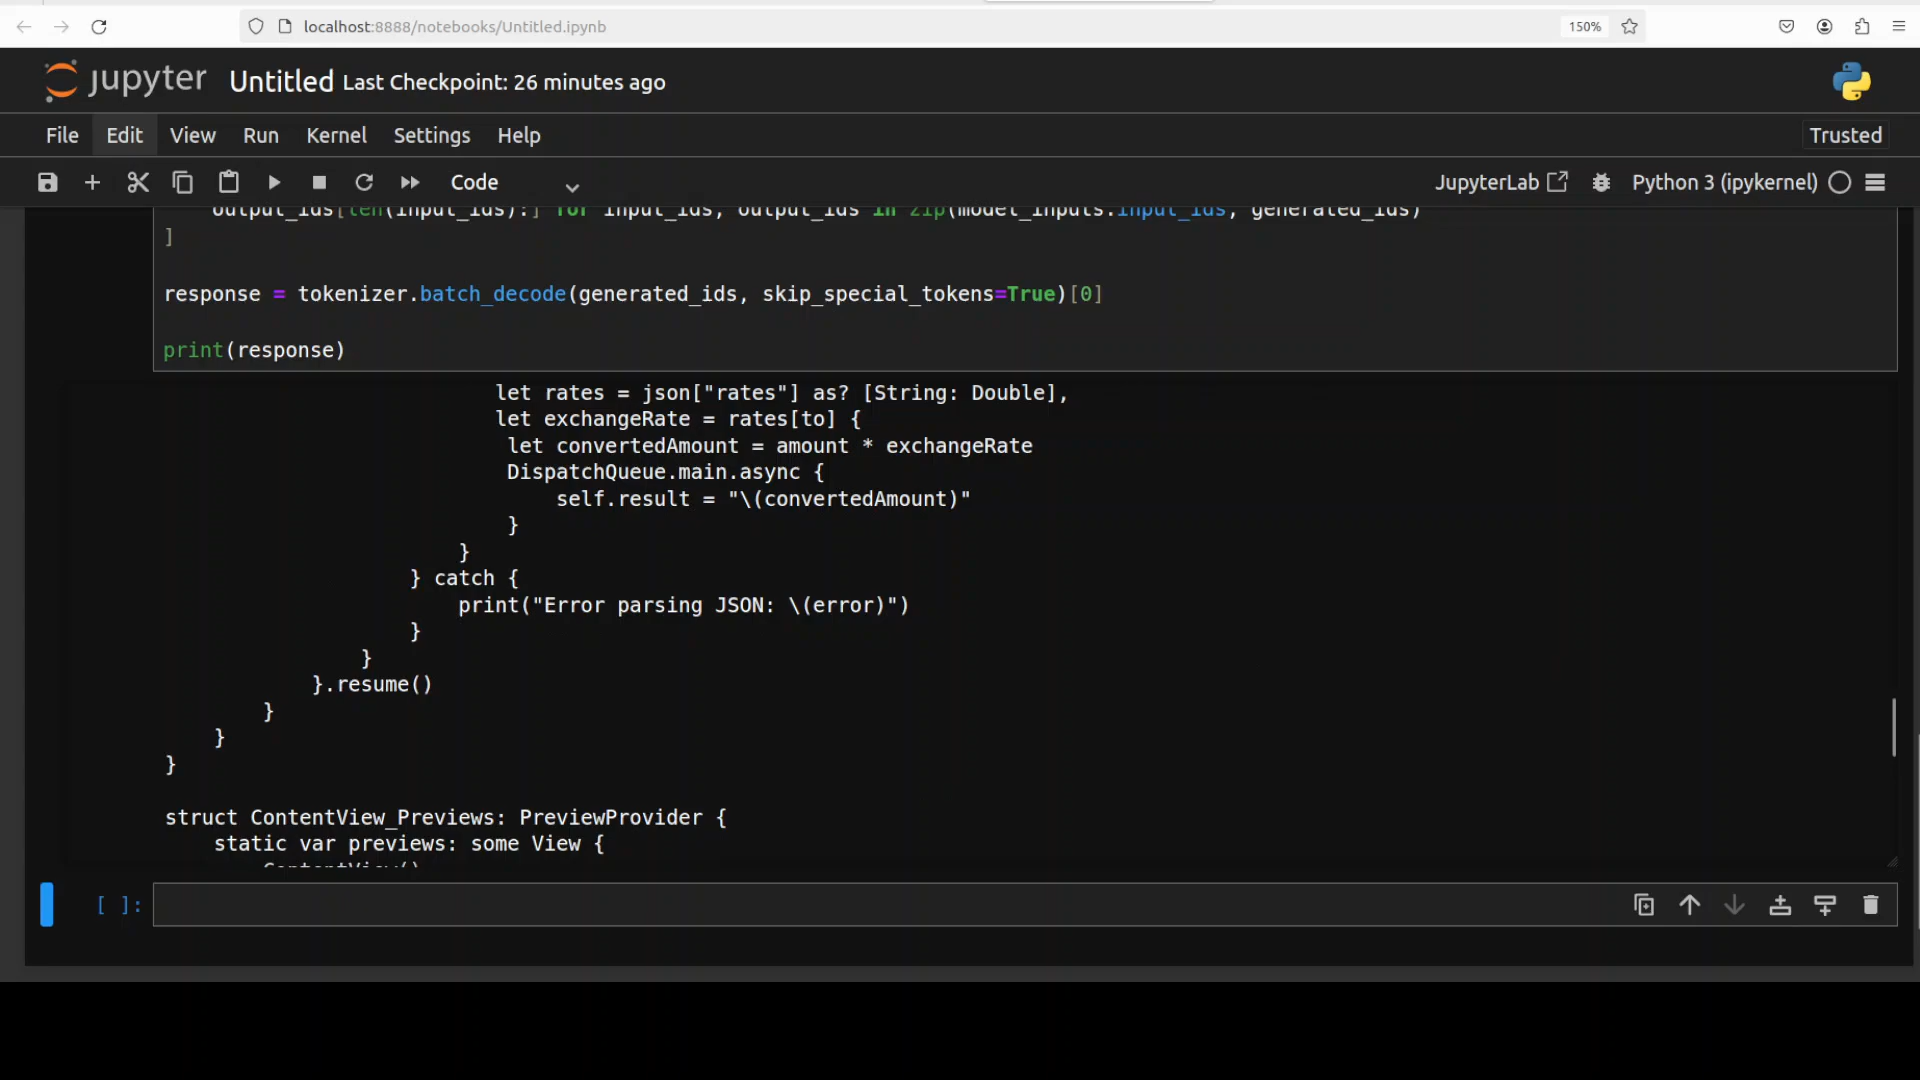 localhost:8888/notebooks/Untitled.ipynb
150%
jupyter Untitled Last Checkpoint: 26 minutes ago
File Edit View Run Kernel Settings Help
Trusted
Code
JupyterLab
Python 3 (ipykernel)
output_ids[len(input_ids):] for input_ids, output_ids in zip(model_inputs.input_ids, generated_ids)
]
response = tokenizer.batch_decode(generated_ids, skip_special_tokens=True)[0]
print(response)
let rates = json["rates"] as? [String: Double],
let exchangeRate = rates[to] {
let convertedAmount = amount * exchangeRate
DispatchQueue.main.async {
self.result = "\(convertedAmount)"
}
}
} catch {
print("Error parsing JSON: \(error)")
}
}
}.resume()
}
}
}
struct ContentView_Previews: PreviewProvider {
static var previews: some View {
ContentView()
[ ]: